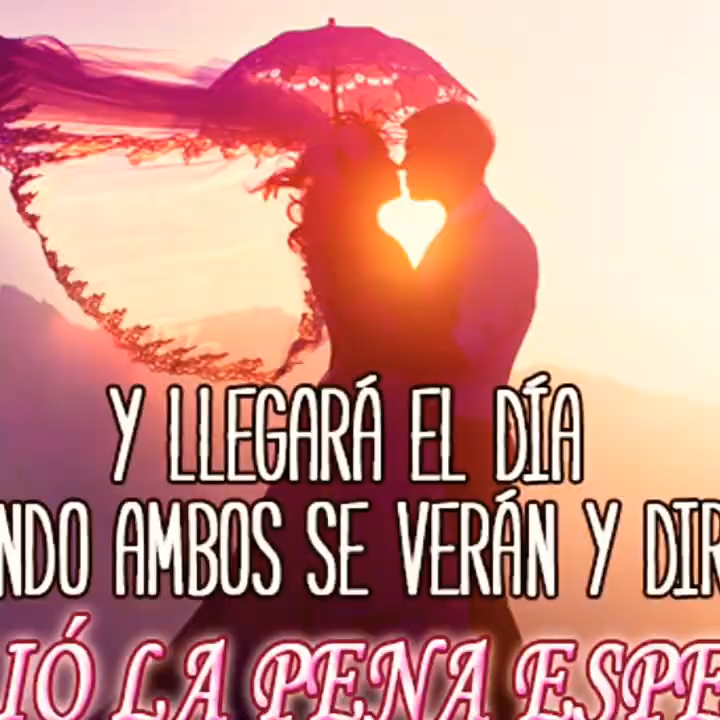 Y LLEGARÁ EL DÍA
NDO AMBOS SE VERÁN Y DIR
IÓ LA PENA ESPE